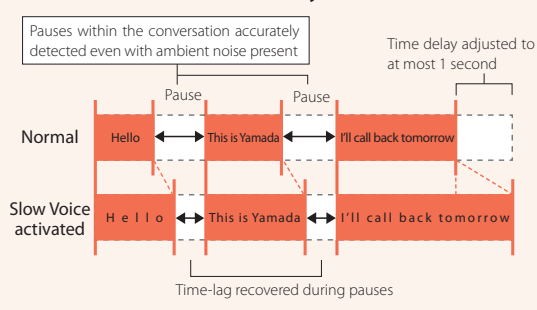 Pauses within the conversation accurately
detected even with ambient noise present
Time delay adjusted to
at most 1 second
Pause
Pause
Normal
Hello
This is Yamada
I'll call back tomorrow
Slow Voice
activated
Hello
This is Yamada
I'll call back tomorrow
Time-lag recovered during pauses